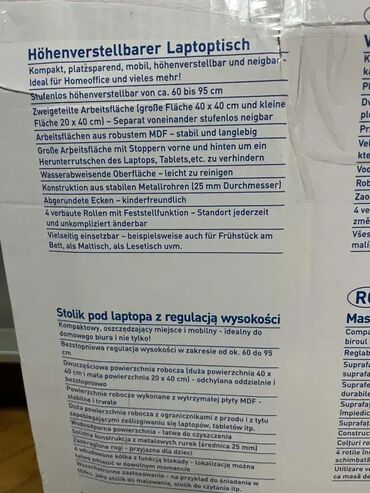 Höhenverstellbarer Laptoptisch
Kompakt, platzsparend, mobil, höhenverstellbar und neigbar -
Ideal für Homeoffice und vieles mehr!
Stufenlos höhenverstellbar von ca. 60 bis 95 cm
Zweigeteilte Arbeitsfläche (große Fläche 40 x 40 cm und kleine
Fläche 20 x 40 cm) – Separat voneinander stufenlos neigbar
Arbeitsflächen aus robustem MDF – stabil und langlebig
Große Arbeitsfläche mit Stoppern vorne und hinten um ein
Herunterrutschen des Laptops, Tablets,etc. zu verhindern
Wasserabweisende Oberfläche – leicht zu reinigen
Konstruktion aus stabilen Metallrohren (25 mm Durchmesser)
Abgerundete Ecken – kinderfreundlich
4 verbaute Rollen mit Feststellfunktion – Standort jederzeit
und unkompliziert änderbar
Vielseitig einsetzbar – beispielsweise auch für Frühstück am
Bett, als Maltisch, als Lesetisch uvm.
Stolik pod laptopa z regulacją wysokości
Kompaktowy, oszczędzający miejsce i mobilny - idealny do
domowego biura i nie tylko!
Bezstopniowa regulacja wysokości w zakresie od ok. 60 do 95
cm
Dwuczęściowa powierzchnia robocza (duża powierzchnia 40 x
40 cm i mała powierzchnia 20 x 40 cm) - odchylana oddzielnie i
bezstopniowo
Powierzchnie robocze wykonane z wytrzymałej płyty MDF -
stabilne i trwałe
Duża powierzchnia robocza z ogranicznikami z przodu i z tyłu
zapobiegającymi ześlizgiwaniu się laptopów, tabletów itp.
Wodoodporna powierzchnia - łatwa do czyszczenia
Solidna konstrukcja z metalowych rurek (średnica 25 mm)
Zaokrąglone rogi - przyjazne dla dzieci
4 wbudowane kółka z funkcją blokady - lokalizację można
łatwo zmienić w dowolnym momencie
Wszechstronne zastosowanie - na przykład do śniadania w
łóżku, jako stolik do malowania, stolik do czytania itp.